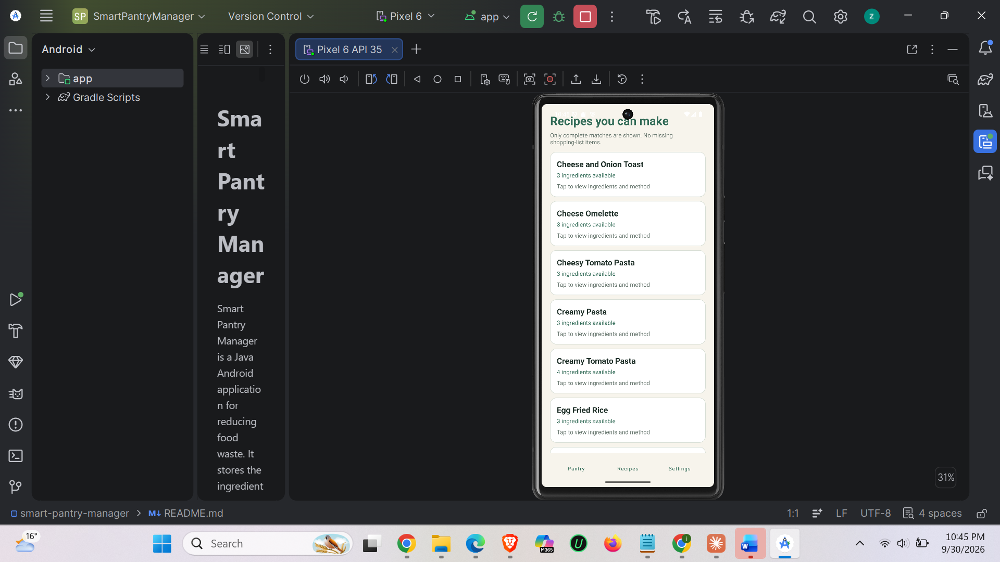 SP SmartPantryManager
Version Control
Pixel 6
app
Z
Android
app
Gradle Scripts
Sma
rt
Pant
ry
Man
ager
Smart
Pantry
Manager
is a Java
Android
applicatio
n for
reducing
food
waste. It
stores the
ingredient
Pixel 6 API 35
Recipes you can make
Only complete matches are shown. No missing
shopping-list items.
Cheese and Onion Toast
3 ingredients available
Tap to view ingredients and method
Cheese Omelette
3 ingredients available
Tap to view ingredients and method
Cheesy Tomato Pasta
3 ingredients available
Tap to view ingredients and method
Creamy Pasta
3 ingredients available
Tap to view ingredients and method
Creamy Tomato Pasta
4 ingredients available
Tap to view ingredients and method
Egg Fried Rice
3 ingredients available
Tap to view ingredients and method
Pantry
Recipes
Settings
31%
smart-pantry-manager > M↓ README.md
1:1
LF
UTF-8
4 spaces
16°
Search
M365
10:45 PM
9/30/2026